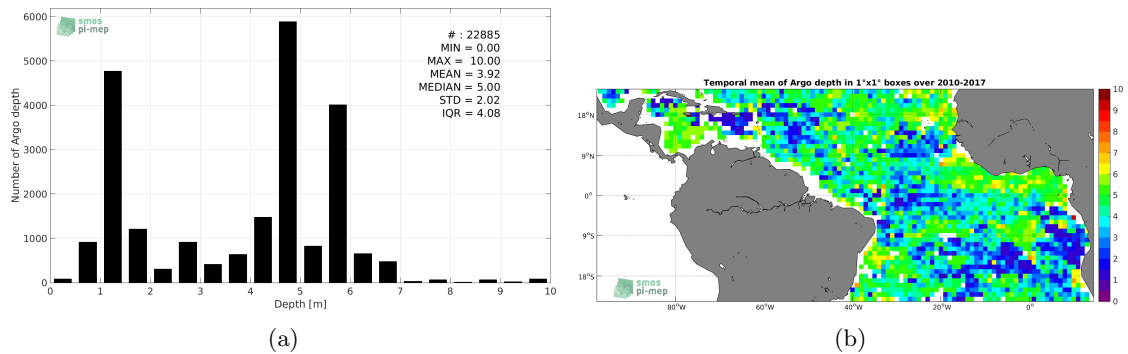 smos
pi-mep
# : 22885
MIN = 0.00
MAX = 10.00
MEAN = 3.92
MEDIAN = 5.00
STD = 2.02
IQR = 4.08
Number of Argo depth
6000
5000
4000
3000
2000
1000
0
0 1 2 3 4 5 6 7 8 9 10
Depth [m]
(a)
Temporal mean of Argo depth in 1°x1° boxes over 2010-2017
18°N
9°N
0°
9°S
18°S
80°W 60°W 40°W 20°W 0°
smos
pi-mep
10
9
8
7
6
5
4
3
2
1
0
(b)